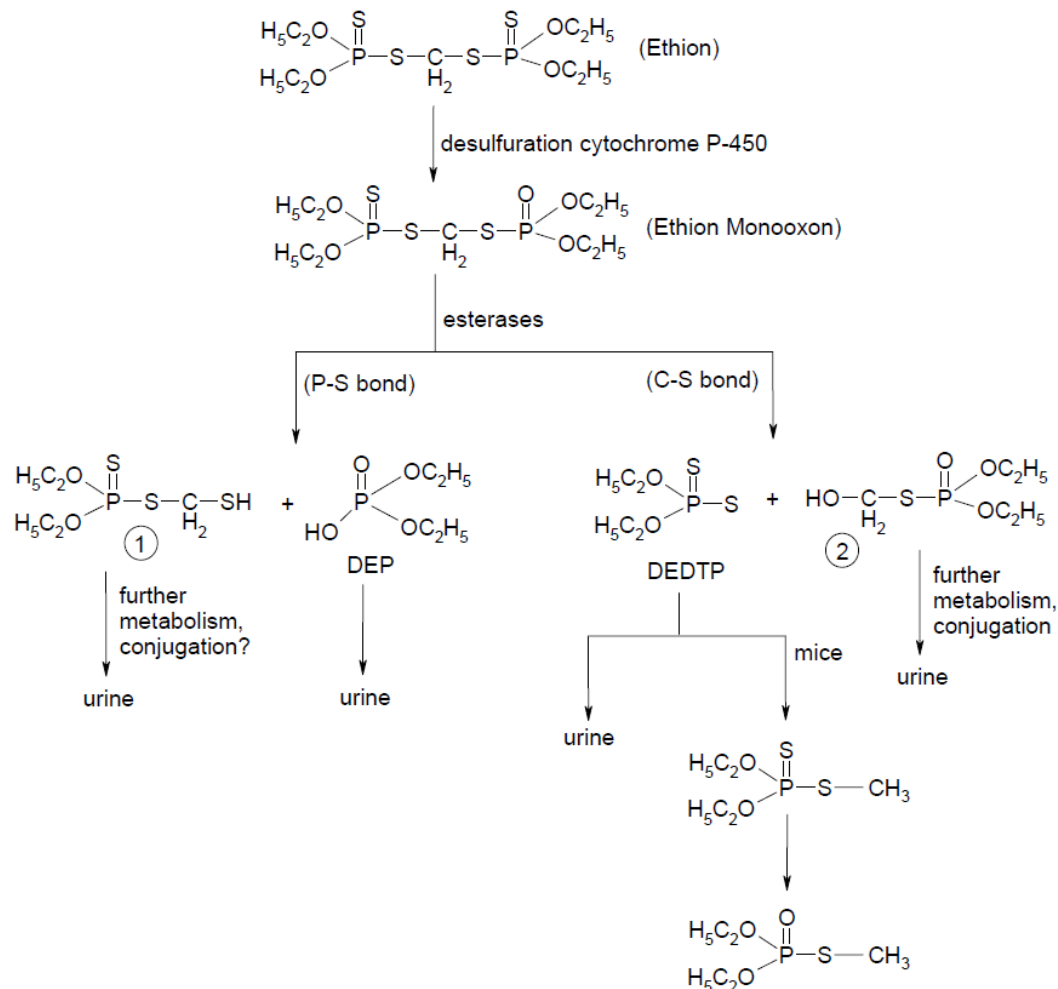 S S
H₅C₂O OC₂H₅
P–S–C–S–P (Ethion)
H₅C₂O H₂ OC₂H₅
desulfuration cytochrome P-450
S O
H₅C₂O OC₂H₅
P–S–C–S–P (Ethion Monooxon)
H₅C₂O H₂ OC₂H₅
esterases
(P-S bond) (C-S bond)
S O S O
H₅C₂O OC₂H₅ H₅C₂O OC₂H₅
P–S–C–SH + P P–S + HO–C–S–P
H₅C₂O H₂ HO OC₂H₅ H₅C₂O H₂ OC₂H₅
1 DEP DEDTP 2
further
metabolism,
conjugation?
urine
urine
further
metabolism,
conjugation
urine
mice
urine
S
H₅C₂O
P–S–CH₃
H₅C₂O
O
H₅C₂O
P–S–CH₃
H₅C₂O